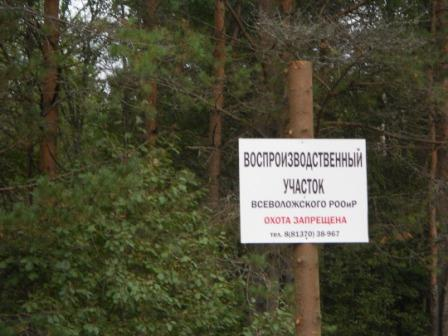 ВОСПРОИЗВОДСТВЕННЫЙ
УЧАСТОК
ВСЕВОЛОЖСКОГО РООиР
ОХОТА ЗАПРЕЩЕНА
тел. 8(81370) 38-967